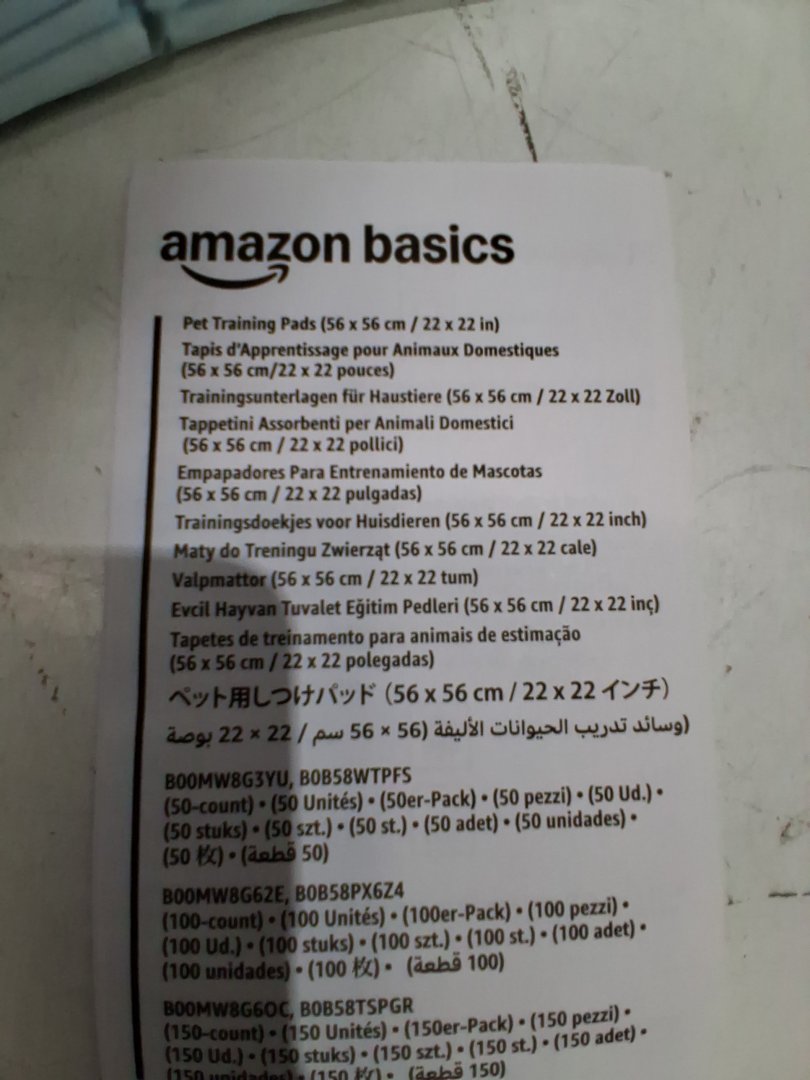 amazon basics
Pet Training Pads (56 x 56 cm / 22 x 22 in)
Tapis d'Apprentissage pour Animaux Domestiques
(56 x 56 cm/22 x 22 pouces)
Trainingsunterlagen für Haustiere (56 x 56 cm / 22 x 22 Zoll)
Tappetini Assorbenti per Animali Domestici
(56 x 56 cm / 22 x 22 pollici)
Empapadores Para Entrenamiento de Mascotas
(56 x 56 cm / 22 x 22 pulgadas)
Trainingsdoekjes voor Huisdieren (56 x 56 cm / 22 x 22 inch)
Maty do Treningu Zwierząt (56 x 56 cm / 22 x 22 cale)
Valpmattor (56 x 56 cm / 22 x 22 tum)
Evcil Hayvan Tuvalet Eğitim Pedleri (56 x 56 cm / 22 x 22 inç)
Tapetes de treinamento para animais de estimação
(56 x 56 cm / 22 x 22 polegadas)
ペット用しつけパッド（56 x 56 cm / 22 x 22 インチ）
(وسائد تدريب الحيوانات الأليفة (56 × 56 سم / 22 × 22 بوصة
B00MW8G3YU, B0B58WTPFS
(50-count) • (50 Unités) • (50er-Pack) • (50 pezzi) • (50 Ud.) •
(50 stuks) • (50 szt.) • (50 st.) • (50 adet) • (50 unidades) •
(50 枚) • (50 قطعة)
B00MW8G62E, B0B58PX6Z4
(100-count) • (100 Unités) • (100er-Pack) • (100 pezzi) •
(100 Ud.) • (100 stuks) • (100 szt.) • (100 st.) • (100 adet) •
(100 unidades) • (100 枚) • (100 قطعة)
B00MW8G6OC, B0B58TSPGR
(150-count) • (150 Unités) • (150er-Pack) • (150 pezzi) •
(150 Ud.) • (150 stuks) • (150 szt.) • (150 st.) • (150 adet) •
(150 unidades) • (150 枚) • (150 قطعة)